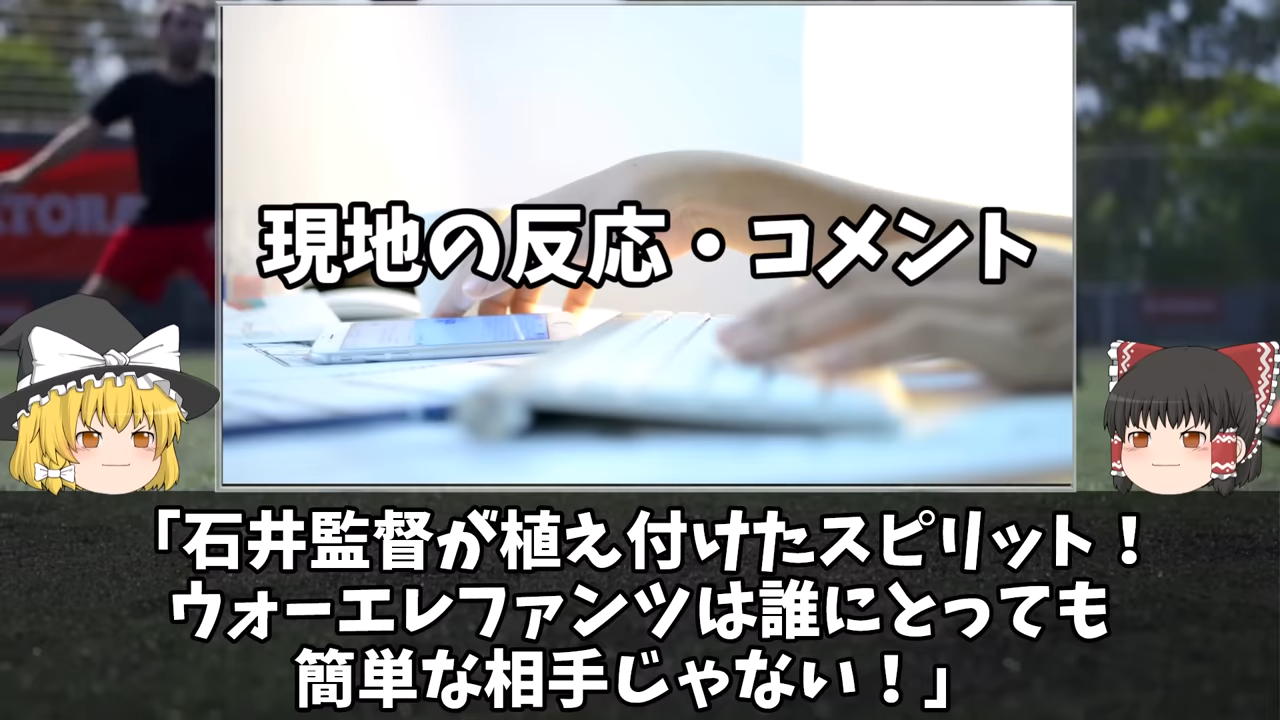 現地の反応・コメント
「石井監督が植え付けたスピリット！
ウォーエレファンツは誰にとっても
簡単な相手じゃない！」